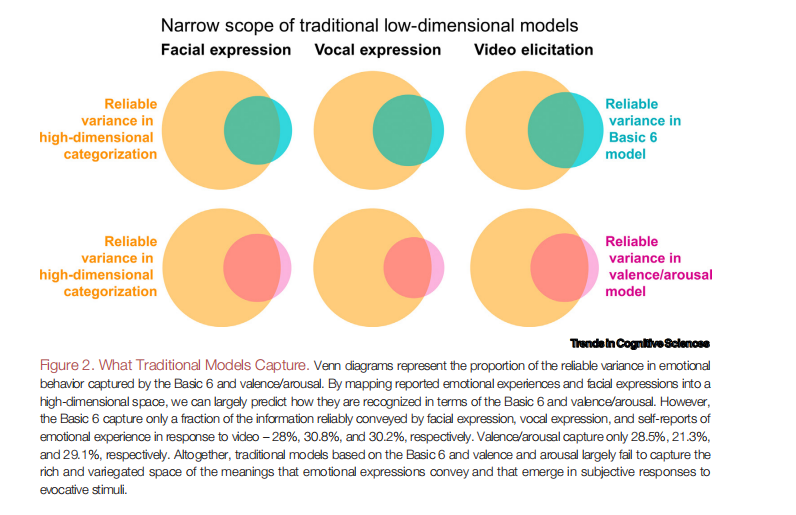 Narrow scope of traditional low-dimensional models
Facial expression Vocal expression Video elicitation
Reliable
variance in
high-dimensional
categorization
Reliable
variance in
Basic 6
model
Reliable
variance in
high-dimensional
categorization
Reliable
variance in
valence/arousal
model
Trends in Cognitive Sciences
Figure 2. What Traditional Models Capture. Venn diagrams represent the proportion of the reliable variance in emotional
behavior captured by the Basic 6 and valence/arousal. By mapping reported emotional experiences and facial expressions into a
high-dimensional space, we can largely predict how they are recognized in terms of the Basic 6 and valence/arousal. However,
the Basic 6 capture only a fraction of the information reliably conveyed by facial expression, vocal expression, and self-reports of
emotional experience in response to video – 28%, 30.8%, and 30.2%, respectively. Valence/arousal capture only 28.5%, 21.3%,
and 29.1%, respectively. Altogether, traditional models based on the Basic 6 and valence and arousal largely fail to capture the
rich and variegated space of the meanings that emotional expressions convey and that emerge in subjective responses to
evocative stimuli.